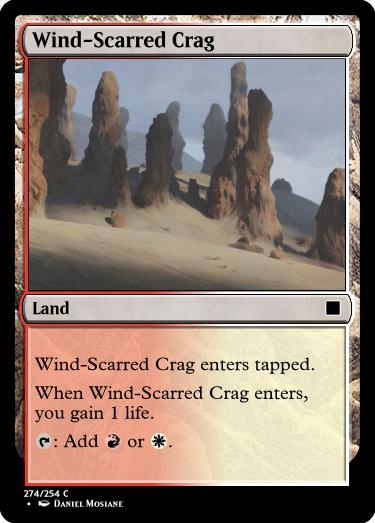 Wind-Scarred Crag
Land
Wind-Scarred Crag enters tapped.
When Wind-Scarred Crag enters,
you gain 1 life.
: Add or .
274/254 C
• Daniel Mosiane